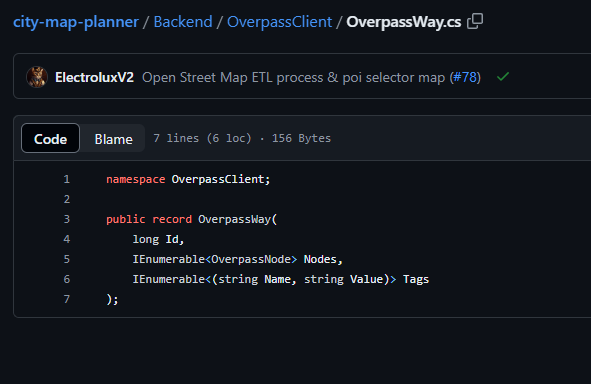 city-map-planner / Backend / OverpassClient / OverpassWay.cs
ElectroluxV2 Open Street Map ETL process & poi selector map (#78)
Code Blame 7 lines (6 loc) · 156 Bytes
1 namespace OverpassClient;
2
3 public record OverpassWay(
4     long Id,
5     IEnumerable<OverpassNode> Nodes,
6     IEnumerable<(string Name, string Value)> Tags
7 );